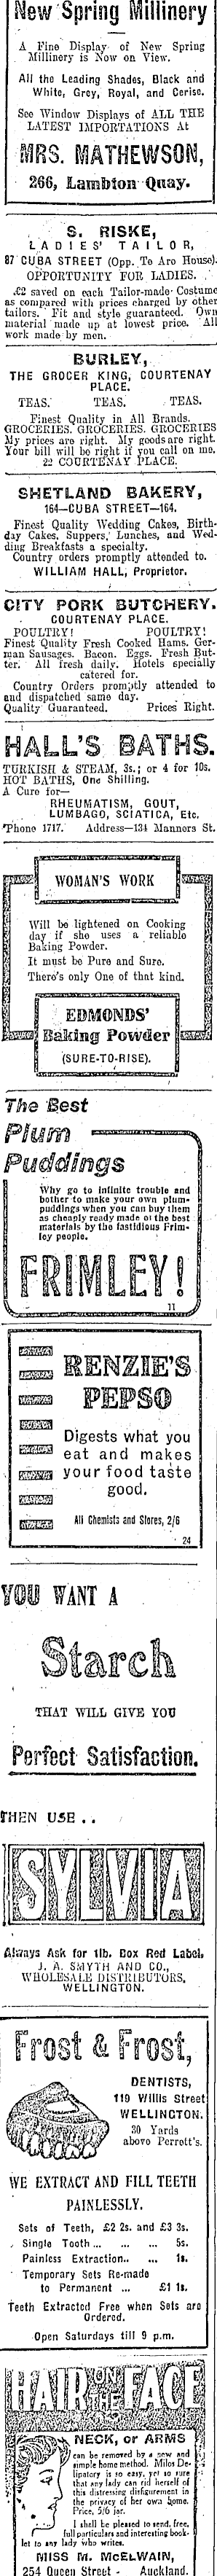 New Spring Millinery
A Fine Display of New Spring
Millinery is Now on View.
All the Leading Shades, Black and
White, Grey, Royal, and Cerise.
See Window Displays of ALL THE
LATEST IMPORTATIONS At
MRS. MATHEWSON,
266, Lambton Quay.
S. RISKE,
LADIES' TAILOR,
87 CUBA STREET (Opp. To Aro House).
OPPORTUNITY FOR LADIES.
£2 saved on each Tailor-made Costume
as compared with prices charged by other
tailors. Fit and style guaranteed. Own
material made up at lowest price. All
work made by men.
BURLEY,
THE GROCER KING, COURTENAY
PLACE.
TEAS. TEAS. TEAS.
Finest Quality in All Brands.
GROCERIES. GROCERIES. GROCERIES
My prices are right. My goods are right.
Your bill will be right if you call on me.
22 COURTENAY PLACE.
SHETLAND BAKERY,
164—CUBA STREET—164.
Finest Quality Wedding Cakes, Birth-
day Cakes, Suppers, Lunches, and Wed-
ding Breakfasts a specialty.
Country orders promptly attended to.
WILLIAM HALL, Proprietor.
CITY PORK BUTCHERY.
COURTENAY PLACE.
POULTRY! POULTRY!
Finest Quality Fresh Cooked Hams, Ger-
man Sausages. Bacon. Eggs. Fresh But-
ter. All fresh daily. Hotels specially
catered for.
Country Orders promptly attended to
and dispatched same day.
Quality Guaranteed. Prices Right.
HALL'S BATHS.
TURKISH & STEAM, 3s.; or 4 for 10s.
HOT BATHS, One Shilling.
A Cure for—
RHEUMATISM, GOUT,
LUMBAGO, SCIATICA, Etc.
'Phone 1717. Address—134 Manners St.
WOMAN'S WORK
Will be lightened on Cooking
day if she uses a reliable
Baking Powder.
It must be Pure and Sure.
There's only One of that kind.
EDMONDS'
Baking Powder
(SURE-TO-RISE).
The Best
Plum
Puddings
Why go to infinite trouble and
bother to make your own plum-
puddings when you can buy them
as cheaply ready made of the best
materials by the fastidious Frim-
ley people.
FRIMLEY!
11
RENZIE'S
PEPSO
Digests what you
eat and makes
your food taste
good.
All Chemists and Stores, 2/6
24
YOU WANT A
Starch
THAT WILL GIVE YOU
Perfect Satisfaction.
THEN USE . .
SYLVIA
Always Ask for 1lb. Box Red Label.
J. A. SMYTH AND CO.,
WHOLESALE DISTRIBUTORS,
WELLINGTON.
Frost & Frost,
DENTISTS,
119 Willis Street
WELLINGTON.
30 Yards
above Perrett's.
WE EXTRACT AND FILL TEETH
PAINLESSLY.
Sets of Teeth, £2 2s. and £3 3s.
Single Tooth ... ... ... 5s.
Painless Extraction.. ... 1s.
Temporary Sets Re-made
to Permanent ... £1 1s.
Teeth Extracted Free when Sets are
Ordered.
Open Saturdays till 9 p.m.
HAIR ON THE FACE
NECK, or ARMS
can be removed by a new and
simple home method. Milos De-
lipatory is so easy, yet so sure
that any lady can rid herself of
this distressing disfigurement in
the privacy of her own home.
Price, 5/6 jar.
I shall be pleased to send, free,
full particulars and interesting book-
let to any lady who writes.
MISS M. McELWAIN,
254 Queen Street - Auckland.